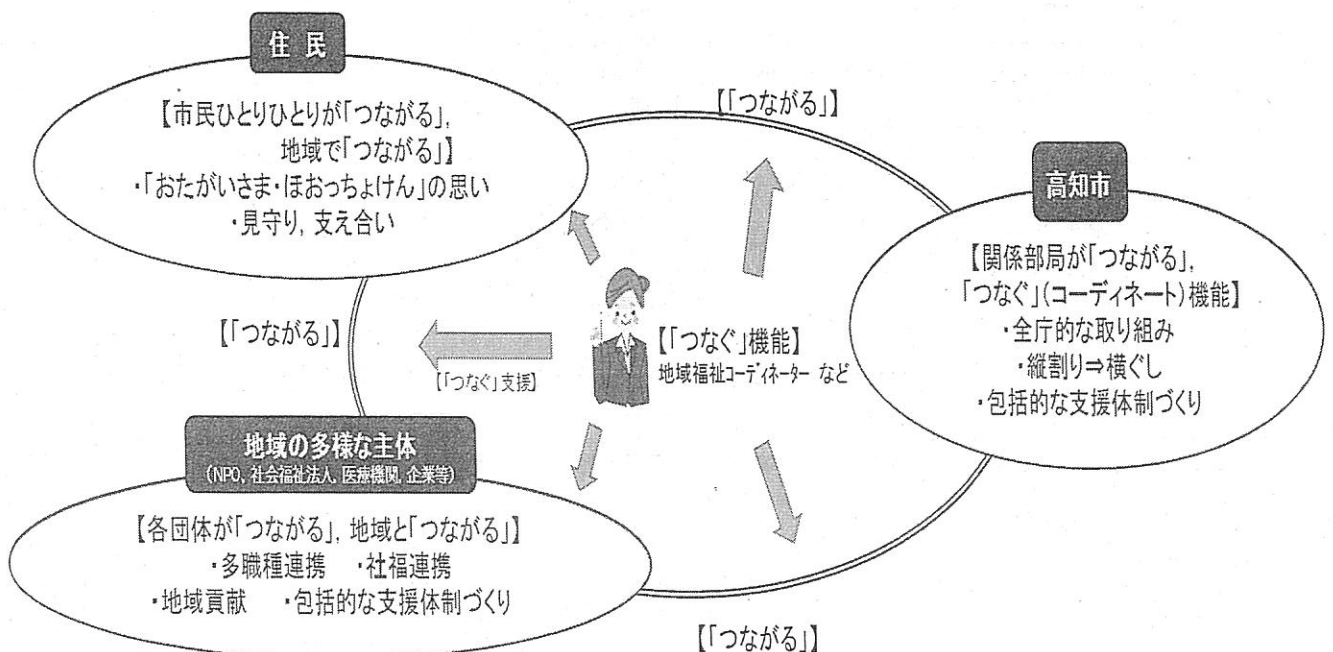 住 民
【市民ひとりひとりが「つながる」,
地域で「つながる」】
・「おたがいさま・ほおっちょけん」の思い
・見守り, 支え合い
【「つながる」】
高知市
【関係部局が「つながる」,
「つなぐ」(コーディネート)機能】
・全庁的な取り組み
・縦割り⇒横ぐし
・包括的な支援体制づくり
【「つながる」】
【「つなぐ」支援】
【「つなぐ」機能】
地域福祉コーディネーター など
地域の多様な主体
(NPO, 社会福祉法人, 医療機関, 企業等)
【各団体が「つながる」, 地域と「つながる」】
・多職種連携 ・社福連携
・地域貢献 ・包括的な支援体制づくり
【「つながる」】